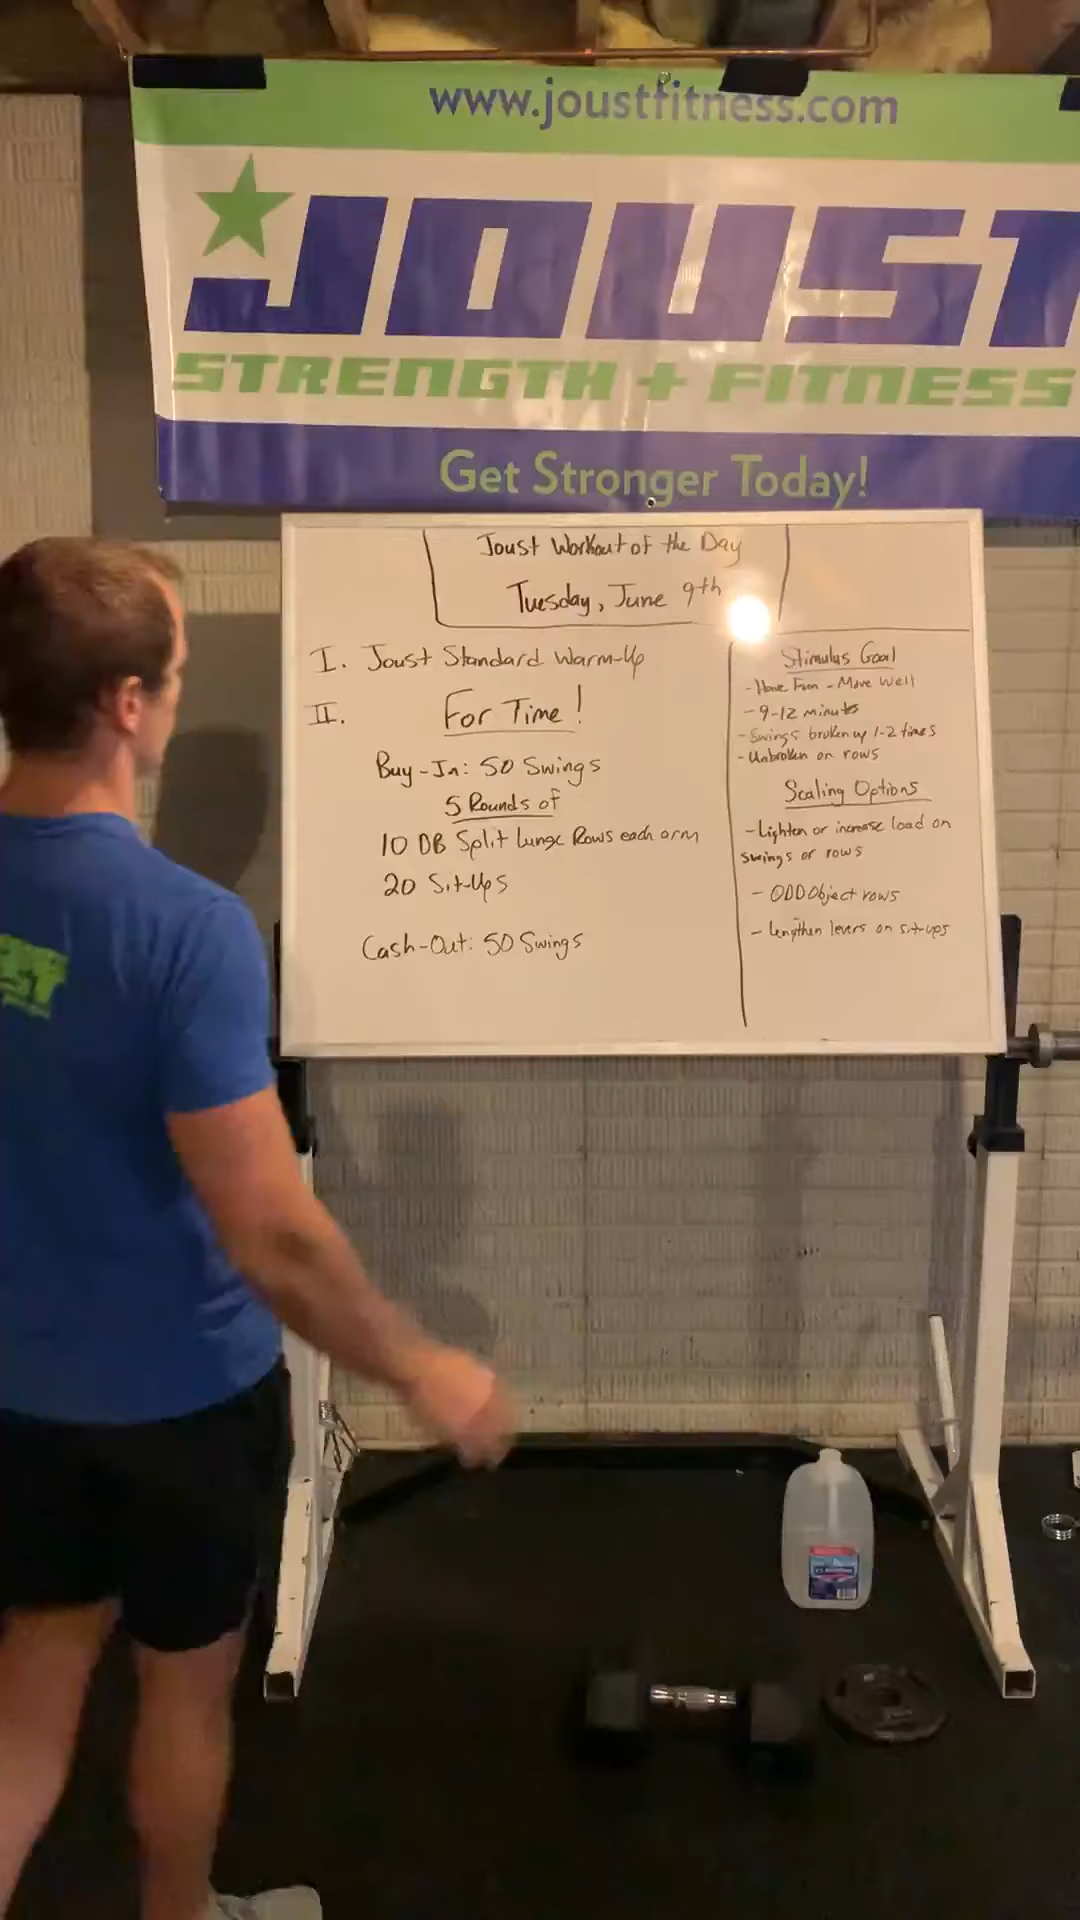 www.joustfitness.com
JOUST
STRENGTH + FITNESS
Get Stronger Today!
Joust Workout of the Day
Tuesday, June 9th
I. Joust Standard Warm-Up
II. For Time!
Buy-In: 50 Swings
5 Rounds of
10 DB Split Lunge Rows each arm
20 Sit-Ups
Cash-Out: 50 Swings
Stimulus Goal
- Have Fun - Move Well
- 9-12 minutes
- Swings broken up 1-2 times
- Unbroken on rows
Scaling Options
- Lighten or increase load on
swings or rows
- ODD Object rows
- Lengthen levers on sit-ups